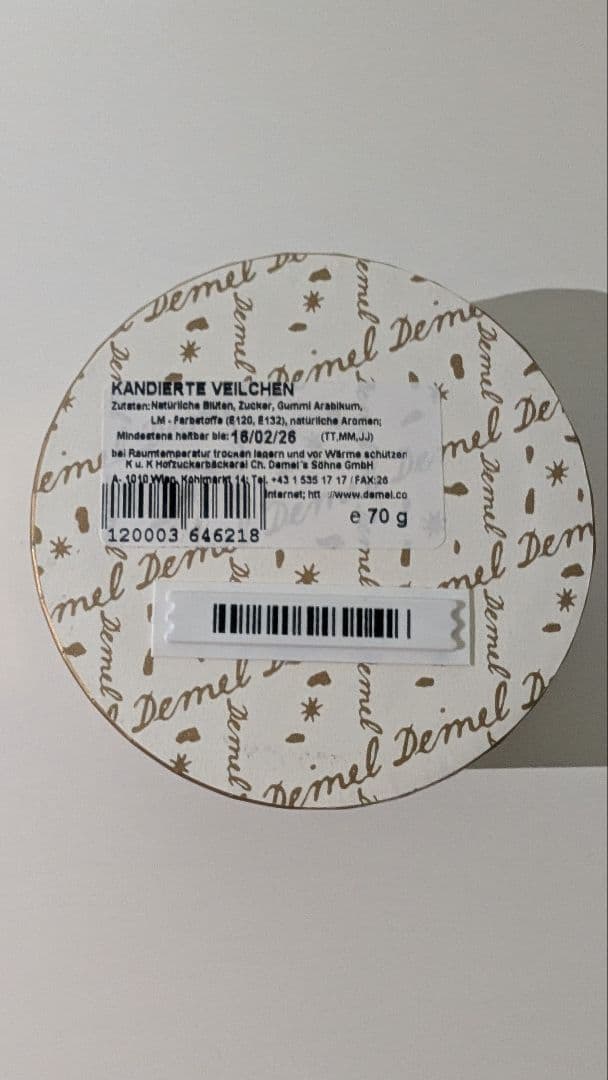 Demel
KANDIERTE VEILCHEN
Zutaten: Natürliche Blüten, Zucker, Gummi Arabikum,
LM - Farbstoffe (E120, E132), natürliche Aromen;
Mindestens haltbar bis: 16/02/26 (TT,MM,JJ)
bei Raumtemperatur trocken lagern und vor Wärme schützen
K u. K Hofzuckerbäckerei Ch. Demel's Söhne GmbH
A- 1010 Wien, Kohlmarkt 14; Tel. +43 1 535 17 17 / FAX:26
Internet; htt //www.demel.co
120003 646218
e 70 g